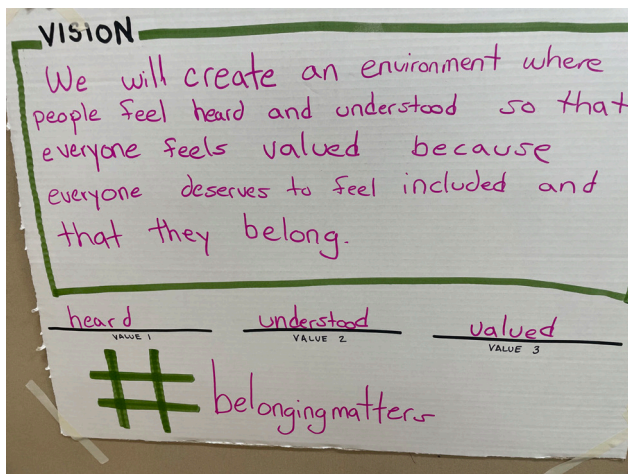 VISION
We will create an environment where
people feel heard and understood so that
everyone feels valued because
everyone deserves to feel included and
that they belong.
heard understood valued
VALUE 1 VALUE 2 VALUE 3
#belongingmatters